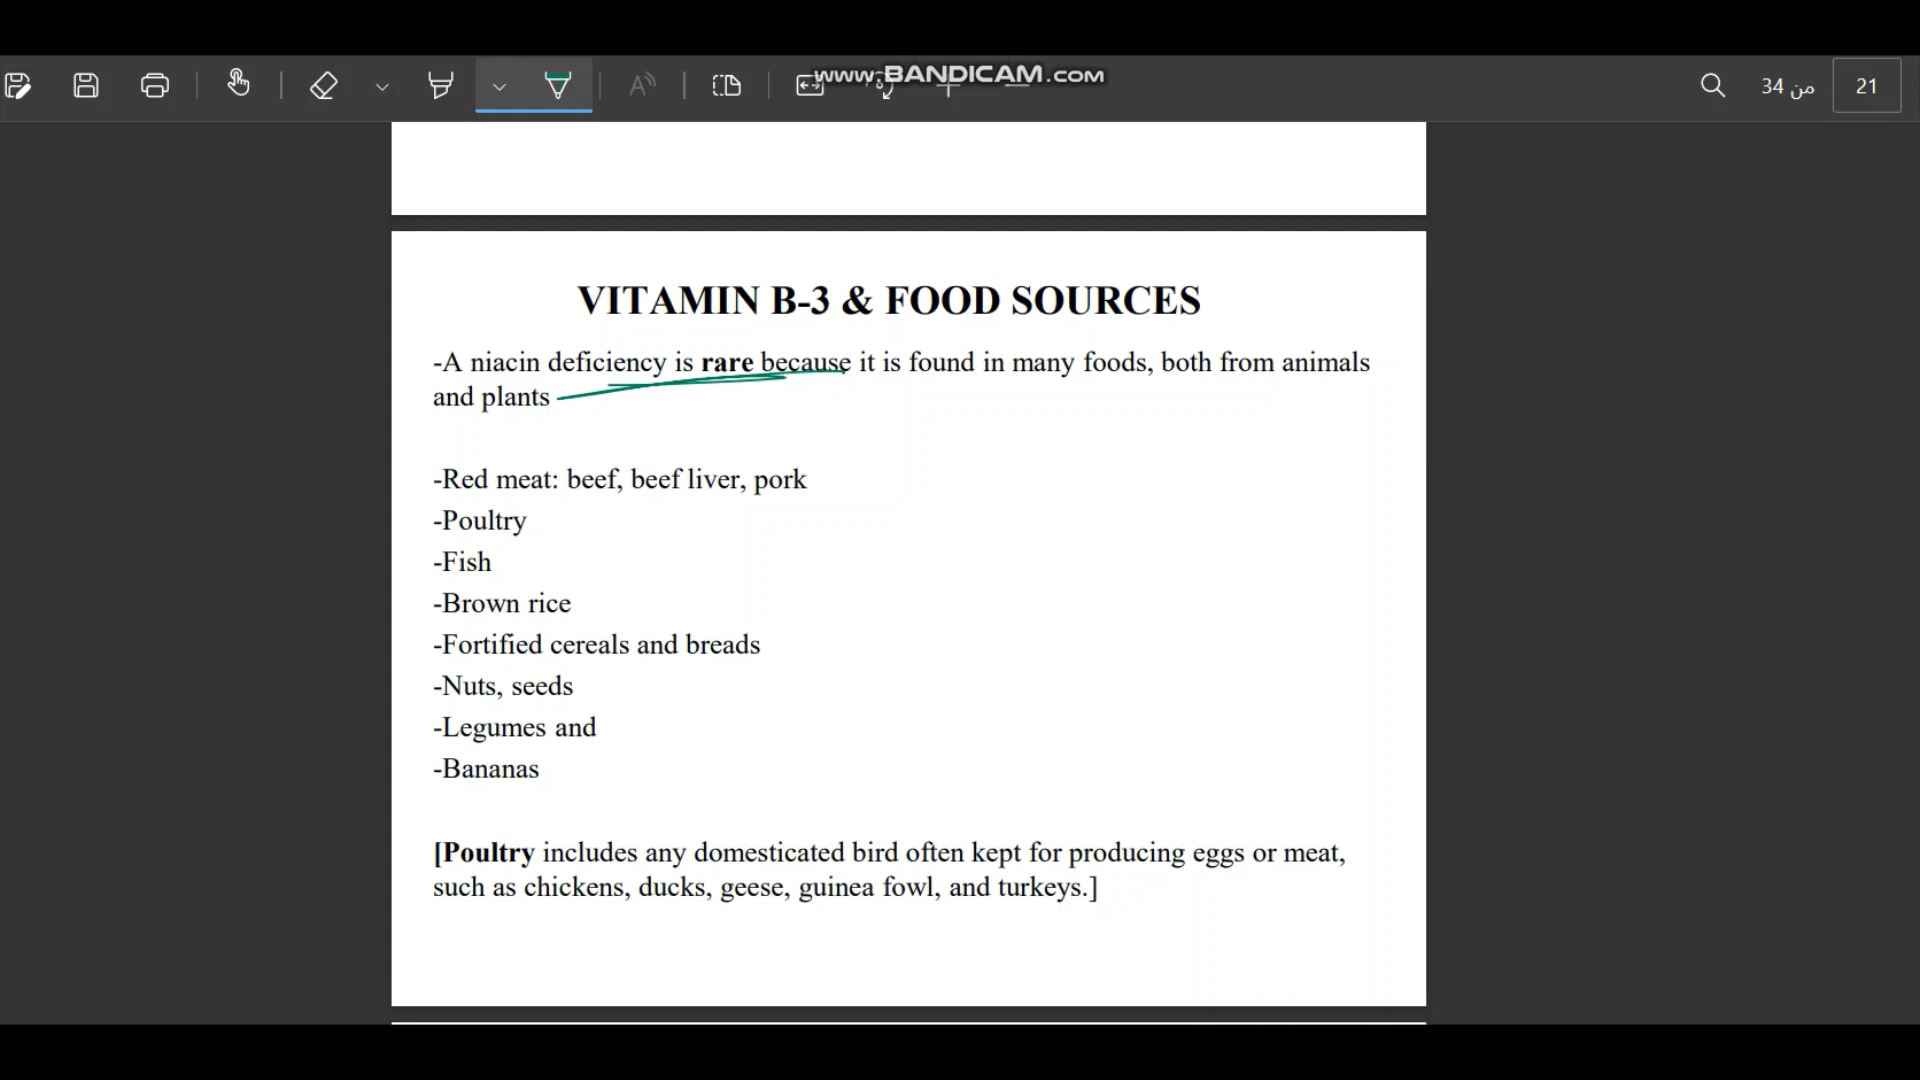 www.BANDICAM.com
من 34
21
VITAMIN B-3 & FOOD SOURCES
-A niacin deficiency is rare because it is found in many foods, both from animals
and plants
-Red meat: beef, beef liver, pork
-Poultry
-Fish
-Brown rice
-Fortified cereals and breads
-Nuts, seeds
-Legumes and
-Bananas
[Poultry includes any domesticated bird often kept for producing eggs or meat,
such as chickens, ducks, geese, guinea fowl, and turkeys.]